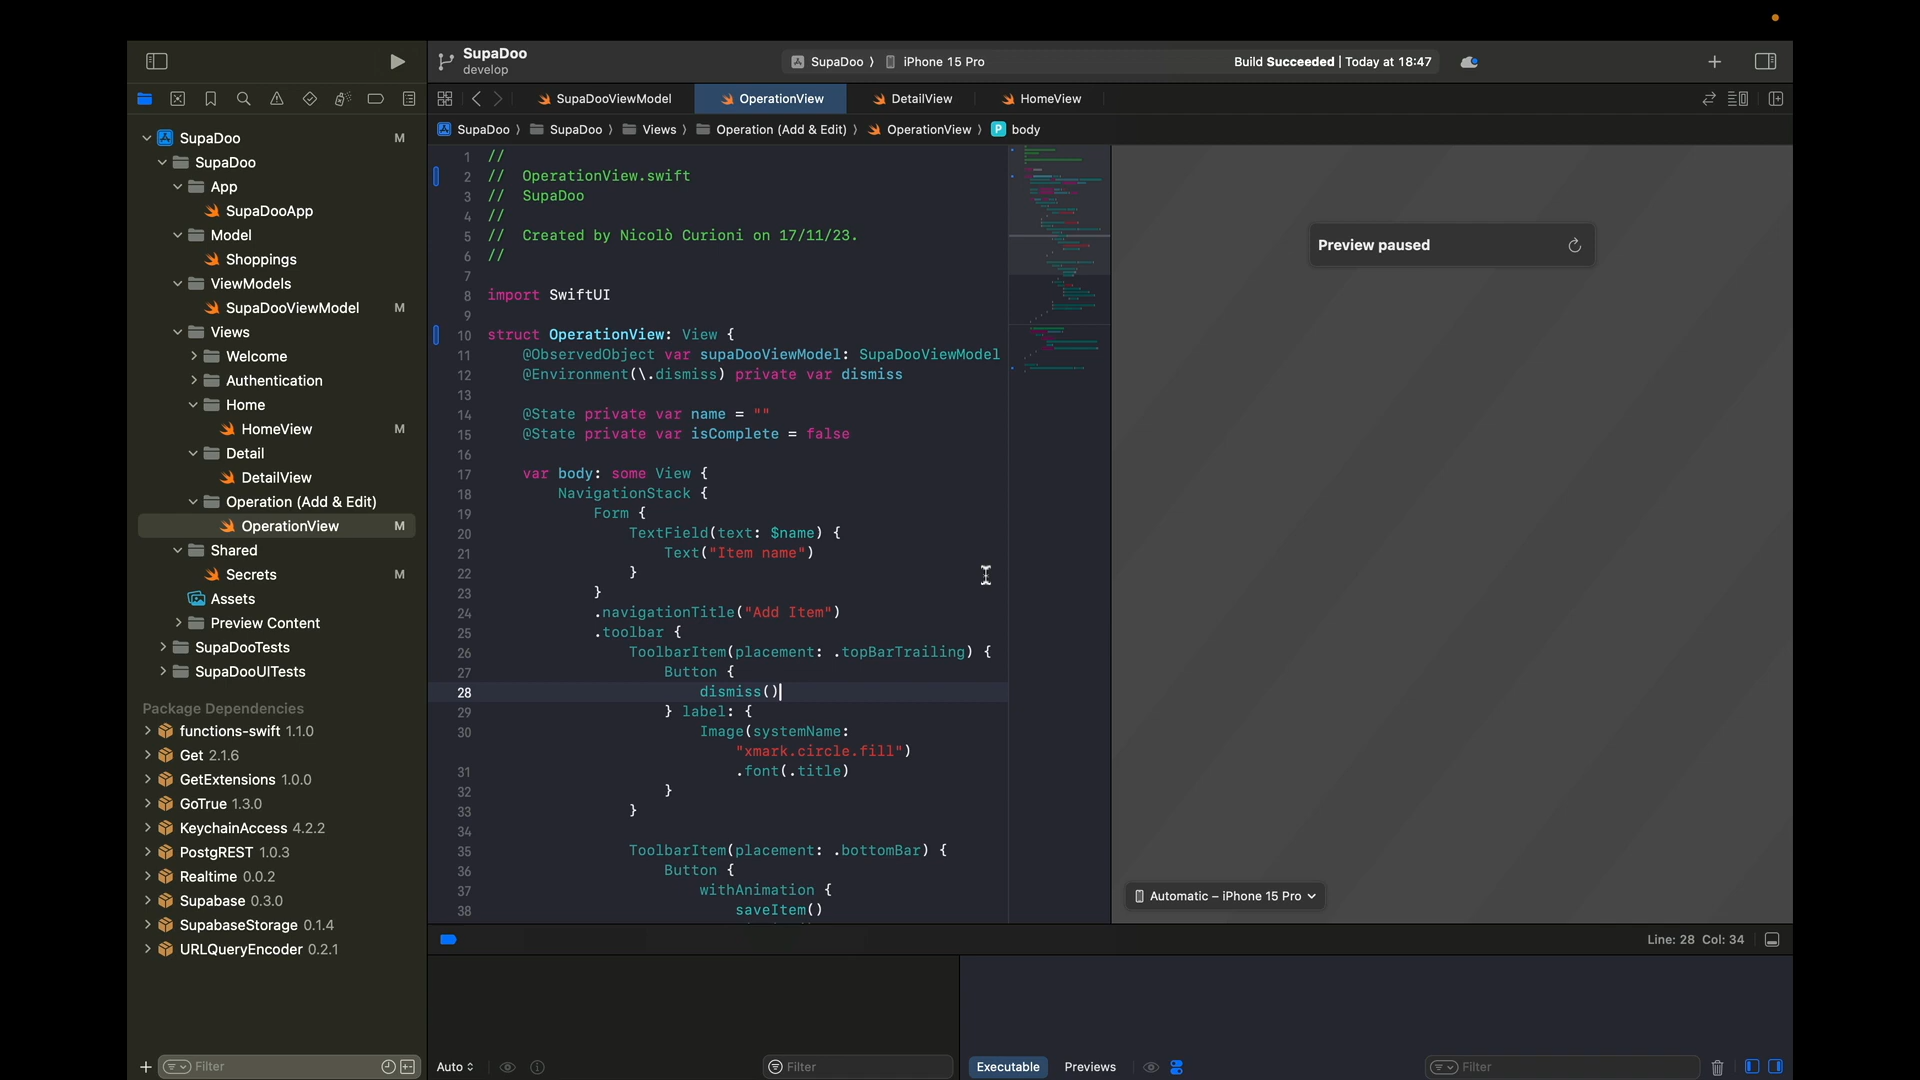 SupaDoo
develop
SupaDoo
iPhone 15 Pro
Build Succeeded | Today at 18:47
SupaDooViewModel
OperationView
DetailView
HomeView
SupaDoo
SupaDoo
Views
Operation (Add & Edit)
OperationView
P body
SupaDoo M
SupaDoo
App
SupaDooApp
Model
Shoppings
ViewModels
SupaDooViewModel M
Views
Welcome
Authentication
Home
HomeView M
Detail
DetailView
Operation (Add & Edit)
OperationView M
Shared
Secrets M
Assets
Preview Content
SupaDooTests
SupaDooUITests
Package Dependencies
functions-swift 1.1.0
Get 2.1.6
GetExtensions 1.0.0
GoTrue 1.3.0
KeychainAccess 4.2.2
PostgREST 1.0.3
Realtime 0.0.2
Supabase 0.3.0
SupabaseStorage 0.1.4
URLQueryEncoder 0.2.1
Filter
1 //
2 //  OperationView.swift
3 //  SupaDoo
4 //
5 //  Created by Nicolò Curioni on 17/11/23.
6 //
7
8 import SwiftUI
9
10 struct OperationView: View {
11 @ObservedObject var supaDooViewModel: SupaDooViewModel
12 @Environment(\.dismiss) private var dismiss
13
14 @State private var name = ""
15 @State private var isComplete = false
16
17 var body: some View {
18 NavigationStack {
19 Form {
20 TextField(text: $name) {
21 Text("Item name")
22 }
23 }
24 .navigationTitle("Add Item")
25 .toolbar {
26 ToolbarItem(placement: .topBarTrailing) {
27 Button {
28 dismiss()
29 } label: {
30 Image(systemName:
"xmark.circle.fill")
31 .font(.title)
32 }
33 }
34
35 ToolbarItem(placement: .bottomBar) {
36 Button {
37 withAnimation {
38 saveItem()
Preview paused
Automatic – iPhone 15 Pro
Line: 28 Col: 34
Auto
Filter
Executable
Previews
Filter